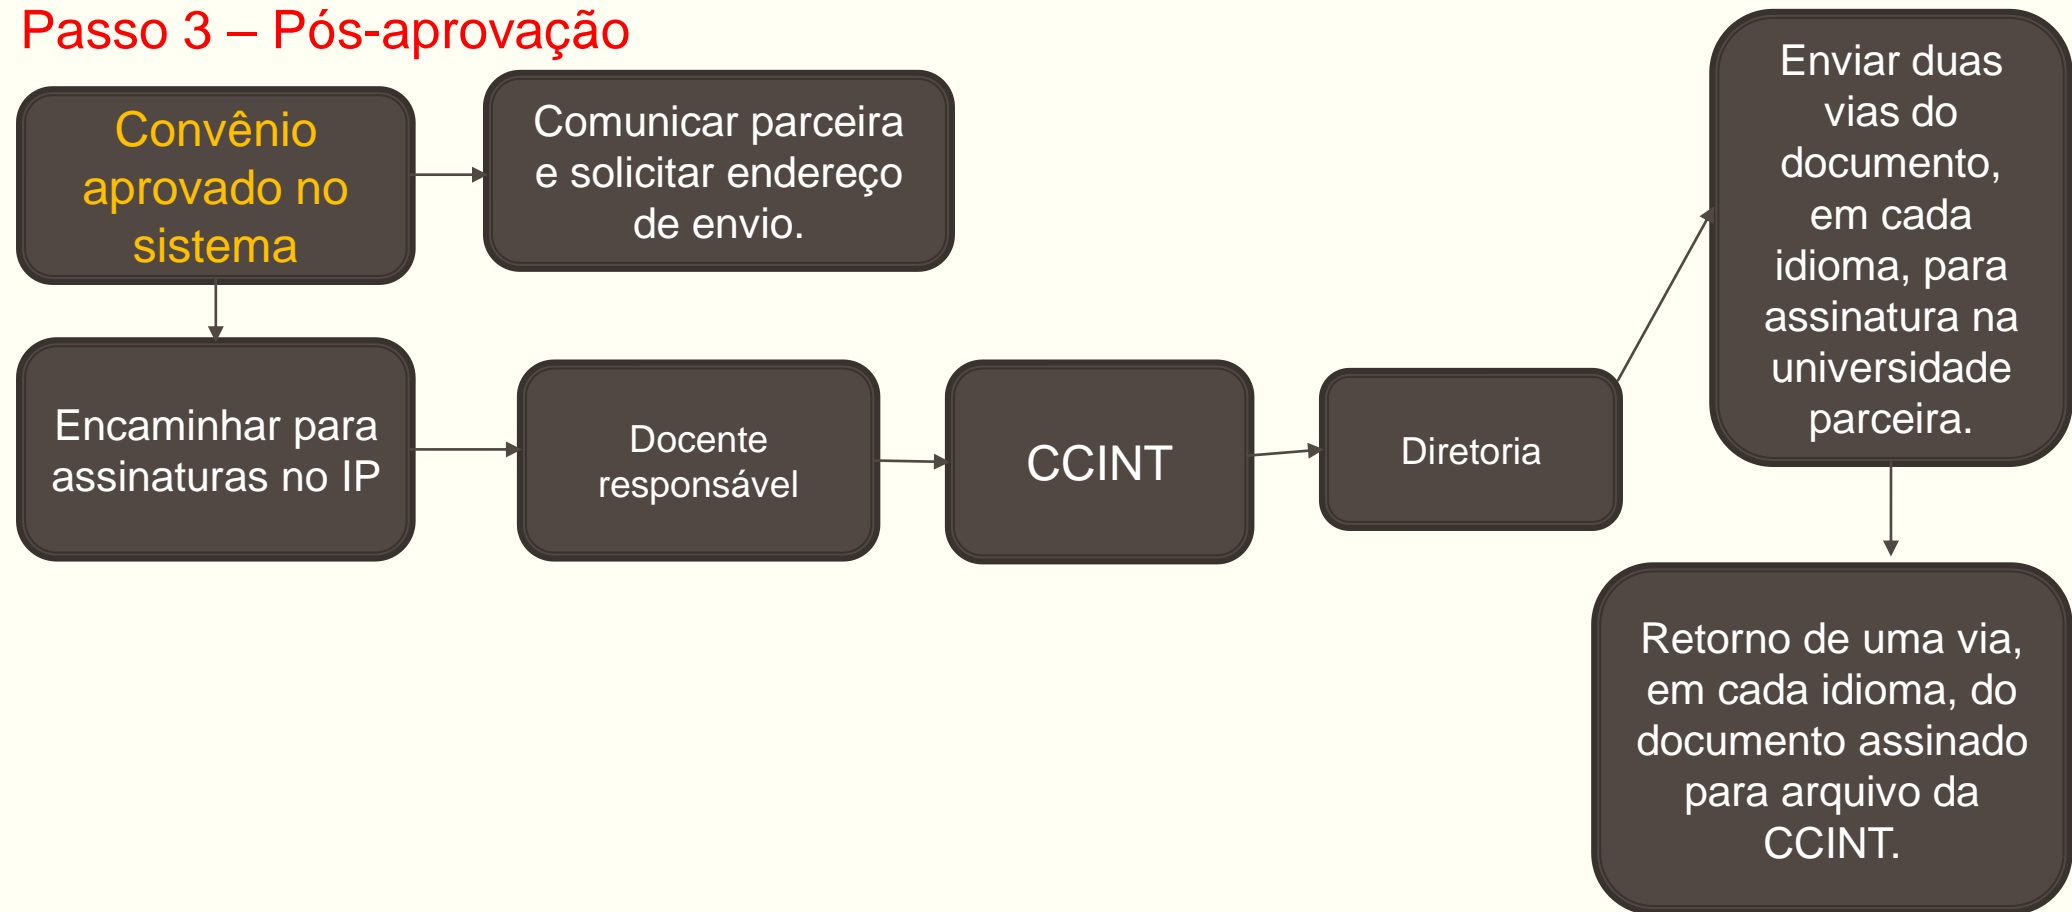 Passo 3 – Pós-aprovação
Convênio
aprovado no
sistema
Comunicar parceira
e solicitar endereço
de envio.
Encaminhar para
assinaturas no IP
Docente
responsável
CCINT
Diretoria
Enviar duas
vias do
documento,
em cada
idioma, para
assinatura na
universidade
parceira.
Retorno de uma via,
em cada idioma, do
documento assinado
para arquivo da
CCINT.